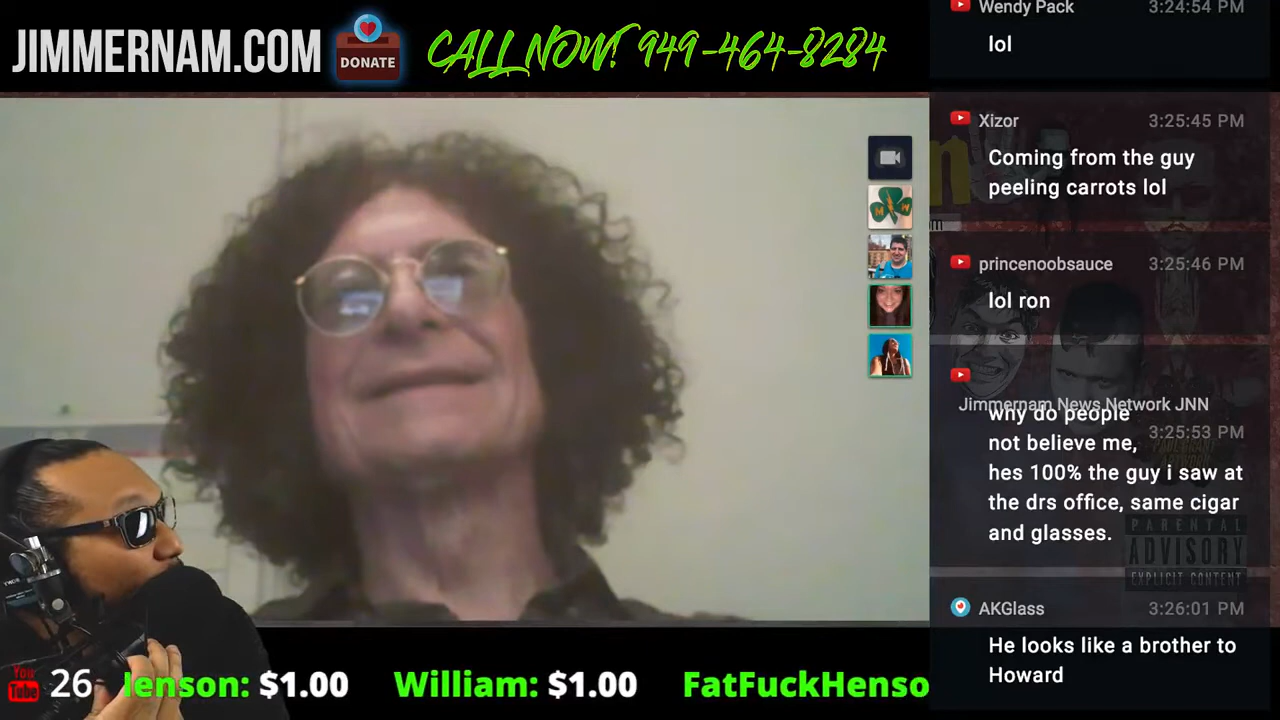 JIMMERNAM.COM
DONATE
CALL NOW! 949-464-8284
Wendy Pack 3:24:54 PM
lol
Xizor 3:25:45 PM
Coming from the guy
peeling carrots lol
princenoobsauce 3:25:46 PM
lol ron
Jimmernam News Network JNN
why do people
3:25:53 PM
not believe me,
hes 100% the guy i saw at
the drs office, same cigar
and glasses.
PARENTAL
ADVISORY
EXPLICIT CONTENT
AKGlass 3:26:01 PM
He looks like a brother to
Howard
You
Tube
26 lenson: $1.00 William: $1.00 FatFuckHenso